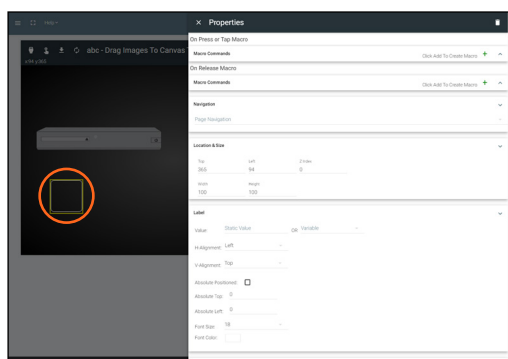 Help
× Properties
abc - Drag Images To Canvas
x:94 y:365
On Press or Tap Macro
Macro Commands Click Add To Create Macro +
On Release Macro
Macro Commands Click Add To Create Macro +
Navigation
Page Navigation
Location & Size
Top Left Z Index
365 94 0
Width Height
100 100
Label
Value: Static Value OR Variable
H-Alignment: Left
V-Alignment: Top
Absolute Positioned:
Absolute Top: 0
Absolute Left: 0
Font Size: 18
Font Color: